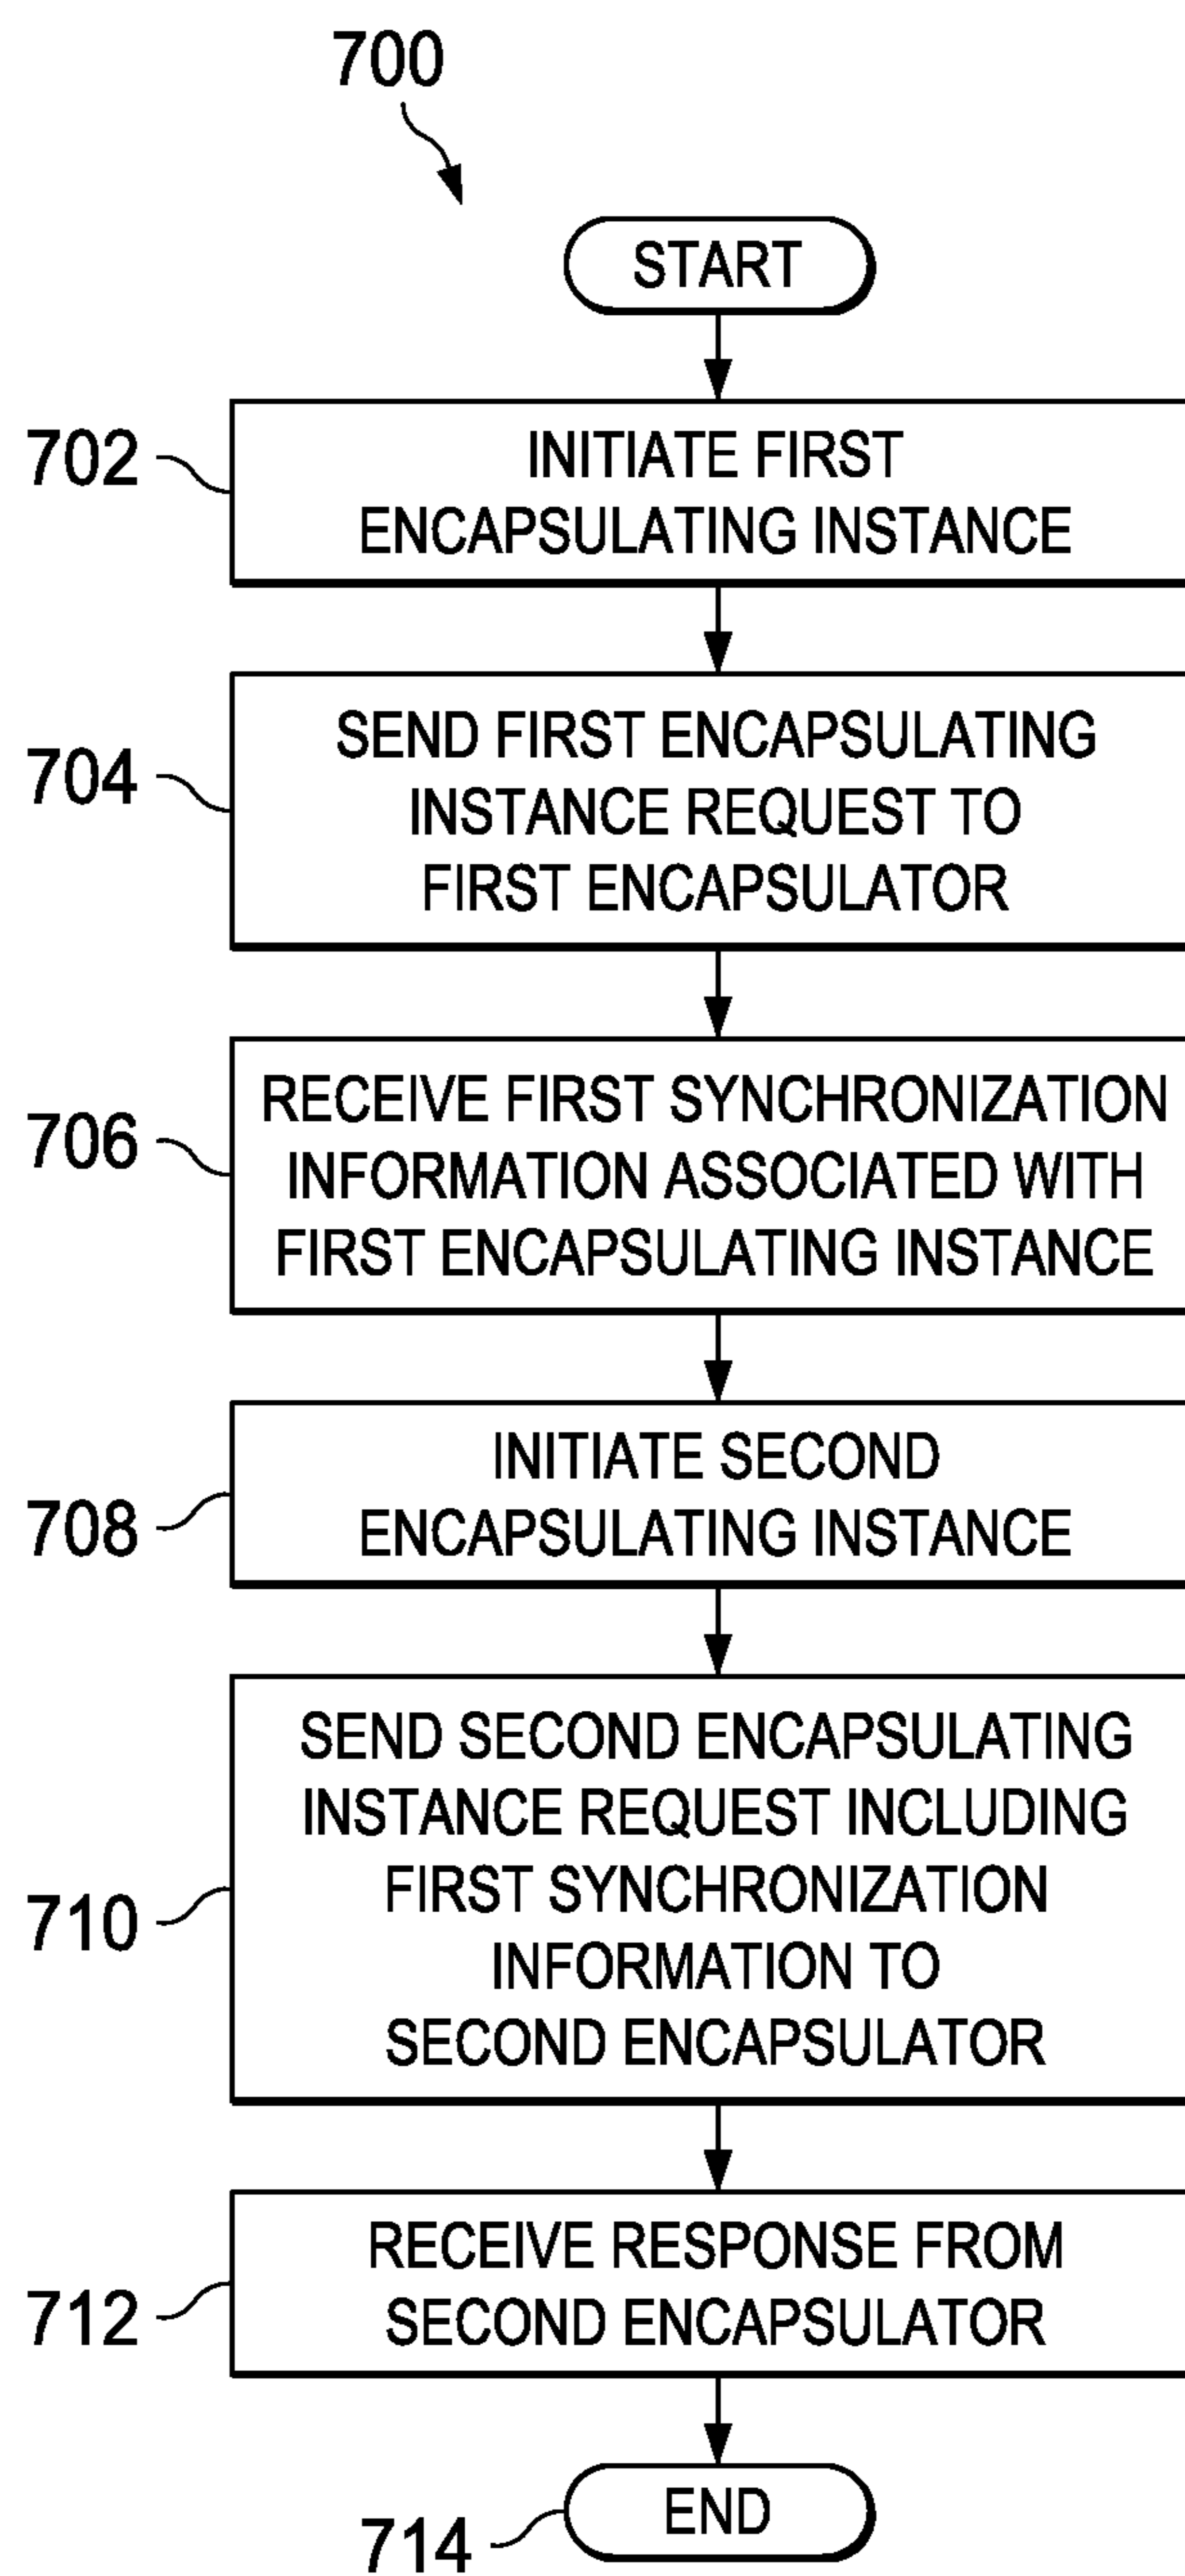 700
START
702
INITIATE FIRST
ENCAPSULATING INSTANCE
704
SEND FIRST ENCAPSULATING
INSTANCE REQUEST TO
FIRST ENCAPSULATOR
706
RECEIVE FIRST SYNCHRONIZATION
INFORMATION ASSOCIATED WITH
FIRST ENCAPSULATING INSTANCE
708
INITIATE SECOND
ENCAPSULATING INSTANCE
710
SEND SECOND ENCAPSULATING
INSTANCE REQUEST INCLUDING
FIRST SYNCHRONIZATION
INFORMATION TO
SECOND ENCAPSULATOR
712
RECEIVE RESPONSE FROM
SECOND ENCAPSULATOR
714
END